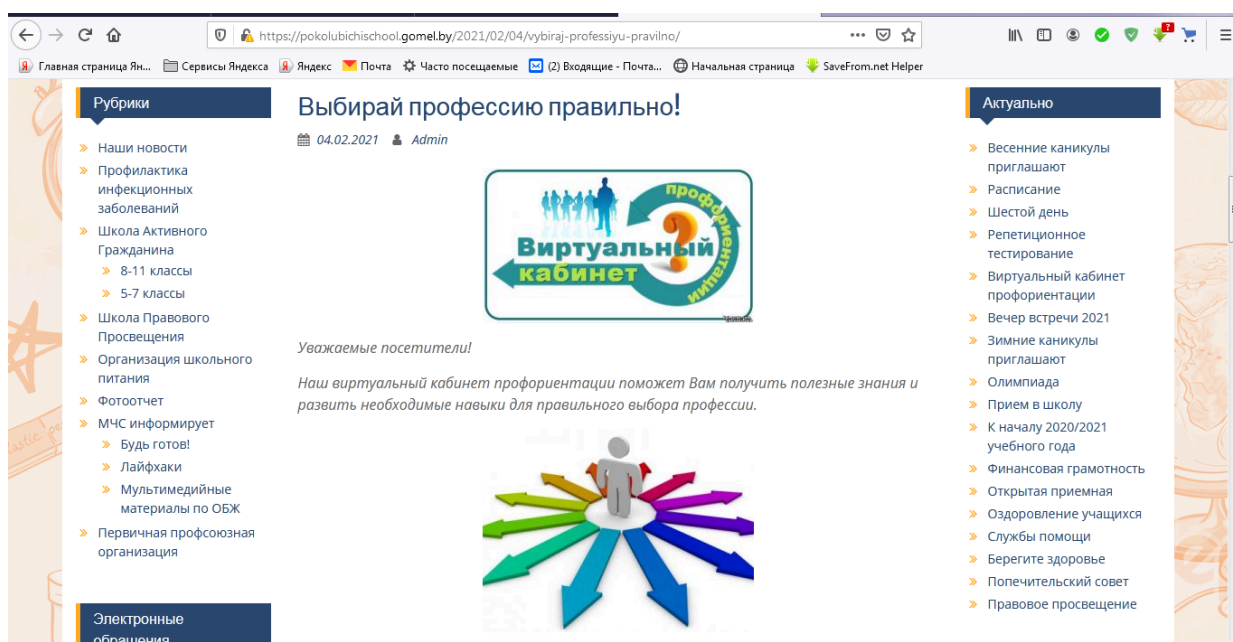 https://pokolubichischool.gomel.by/2021/02/04/vybiraj-professiyu-pravilno/
Главная страница Ян... Сервисы Яндекса Яндекс Почта Часто посещаемые (2) Входящие - Почта... Начальная страница SaveFrom.net Helper
Рубрики
Наши новости
Профилактика
инфекционных
заболеваний
Школа Активного
Гражданина
8-11 классы
5-7 классы
Школа Правового
Просвещения
Организация школьного
питания
Фотоотчет
МЧС информирует
Будь готов!
Лайфхаки
Мультимедийные
материалы по ОБЖ
Первичная профсоюзная
организация
Электронные
обращения
Выбирай профессию правильно!
04.02.2021 Admin
Виртуальный
кабинет
профориентации
Уважаемые посетители!
Наш виртуальный кабинет профориентации поможет Вам получить полезные знания и
развить необходимые навыки для правильного выбора профессии.
Актуально
Весенние каникулы
приглашают
Расписание
Шестой день
Репетиционное
тестирование
Виртуальный кабинет
профориентации
Вечер встречи 2021
Зимние каникулы
приглашают
Олимпиада
Прием в школу
К началу 2020/2021
учебного года
Финансовая грамотность
Открытая приемная
Оздоровление учащихся
Службы помощи
Берегите здоровье
Попечительский совет
Правовое просвещение